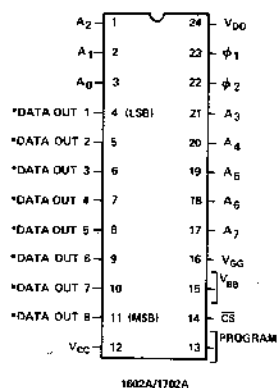 A2 1 24 VDD
A1 2 23 ϕ1
A0 3 22 ϕ2
*DATA OUT 1 4 (LSB) 21 A3
*DATA OUT 2 5 20 A4
*DATA OUT 3 6 19 A5
*DATA OUT 4 7 18 A6
*DATA OUT 5 8 17 A7
*DATA OUT 6 9 16 VGG
*DATA OUT 7 10 15 VBB
*DATA OUT 8 11 (MSB) 14 CS
VCC 12 13 PROGRAM
1602A/1702A